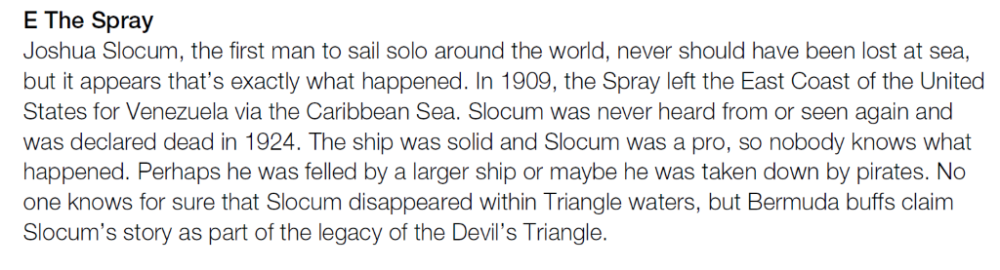 E The Spray
Joshua Slocum, the first man to sail solo around the world, never should have been lost at sea,
but it appears that's exactly what happened. In 1909, the Spray left the East Coast of the United
States for Venezuela via the Caribbean Sea. Slocum was never heard from or seen again and
was declared dead in 1924. The ship was solid and Slocum was a pro, so nobody knows what
happened. Perhaps he was felled by a larger ship or maybe he was taken down by pirates. No
one knows for sure that Slocum disappeared within Triangle waters, but Bermuda buffs claim
Slocum's story as part of the legacy of the Devil's Triangle.